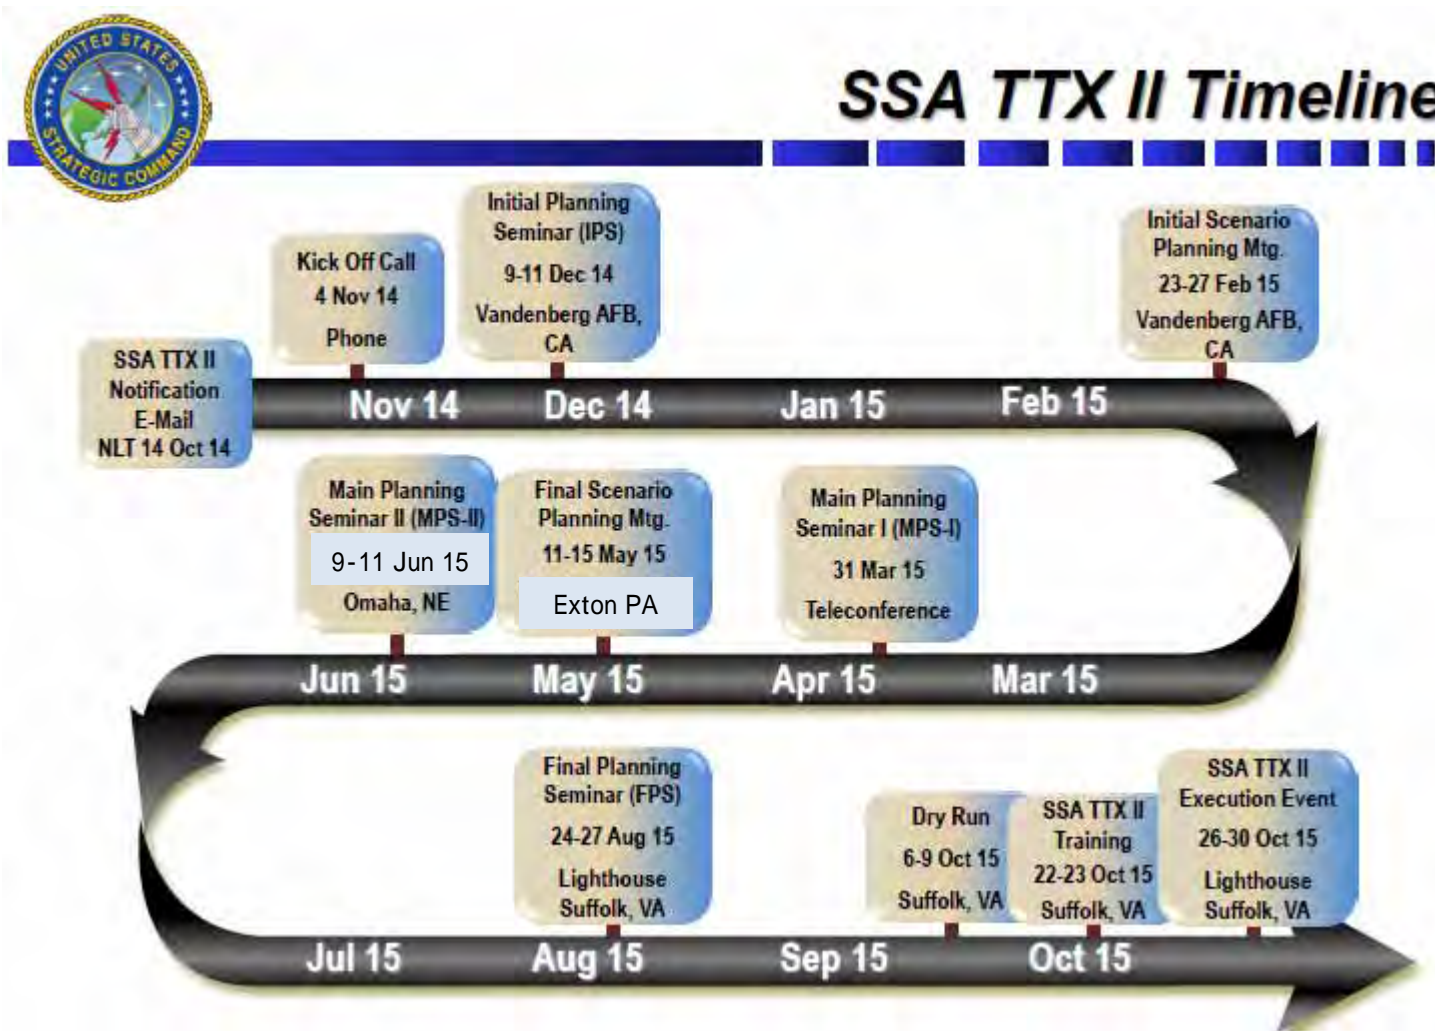 UNITED STATES
STRATEGIC COMMAND
SSA TTX II Timeline
SSA TTX II
Notification
E-Mail
NLT 14 Oct 14
Kick Off Call
4 Nov 14
Phone
Initial Planning
Seminar (IPS)
9-11 Dec 14
Vandenberg AFB,
CA
Initial Scenario
Planning Mtg.
23-27 Feb 15
Vandenberg AFB,
CA
Nov 14
Dec 14
Jan 15
Feb 15
Main Planning
Seminar II (MPS-II)
9-11 Jun 15
Omaha, NE
Final Scenario
Planning Mtg.
11-15 May 15
Exton PA
Main Planning
Seminar I (MPS-I)
31 Mar 15
Teleconference
Jun 15
May 15
Apr 15
Mar 15
Final Planning
Seminar (FPS)
24-27 Aug 15
Lighthouse
Suffolk, VA
Dry Run
6-9 Oct 15
Suffolk, VA
SSA TTX II
Training
22-23 Oct 15
Suffolk, VA
SSA TTX II
Execution Event
26-30 Oct 15
Lighthouse
Suffolk, VA
Jul 15
Aug 15
Sep 15
Oct 15